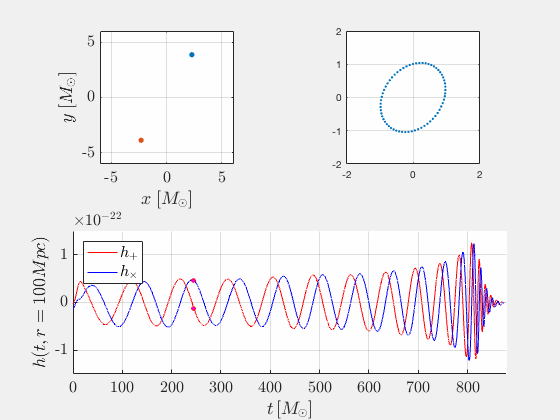 5
0
-5
y [M⊙]
-5 0 5
x [M⊙]
2
1
0
-1
-2
-2 0 2
×10⁻²²
1
0
-1
h(t, r = 100Mpc)
h₊
hₓ
0 100 200 300 400 500 600 700 800
t [M⊙]